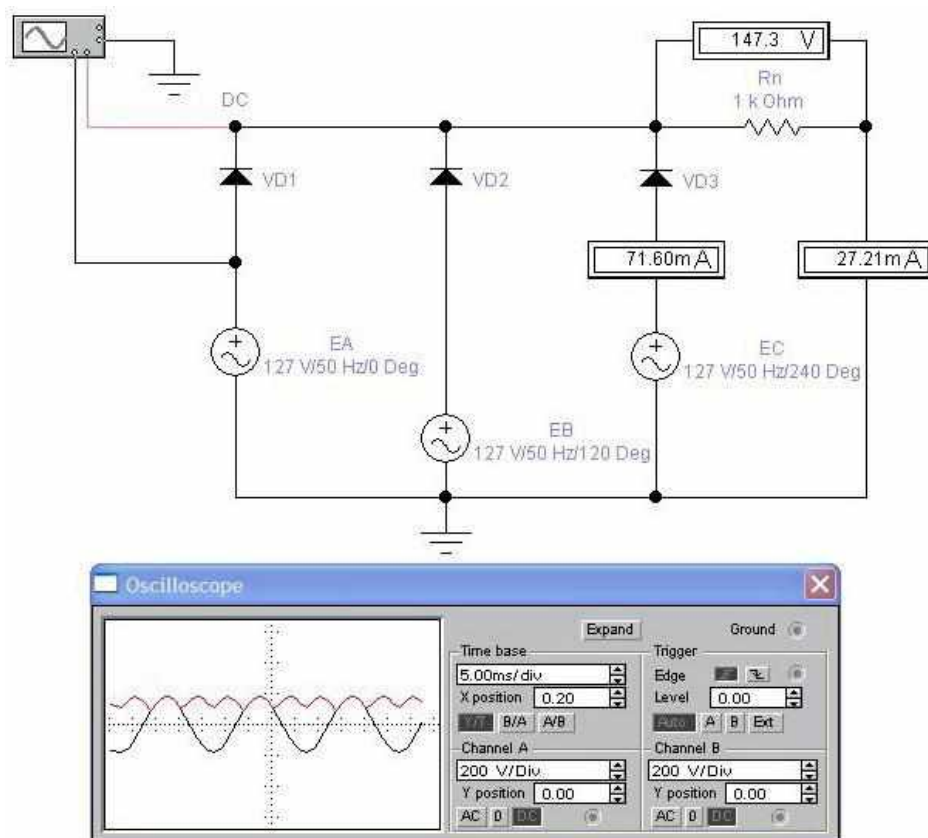 147.3 V
Rn
1 k Ohm
DC
VD1
VD2
VD3
71.60m A
27.21m A
EA
127 V/50 Hz/0 Deg
EC
127 V/50 Hz/240 Deg
EB
127 V/50 Hz/120 Deg
Oscilloscope
Expand
Ground
Time base
5.00ms/div
X position 0.20
Y/T B/A A/B
Trigger
Edge
Level 0.00
Auto A B Ext
Channel A
200 V/Div
Y position 0.00
AC 0 DC
Channel B
200 V/Div
Y position 0.00
AC 0 DC